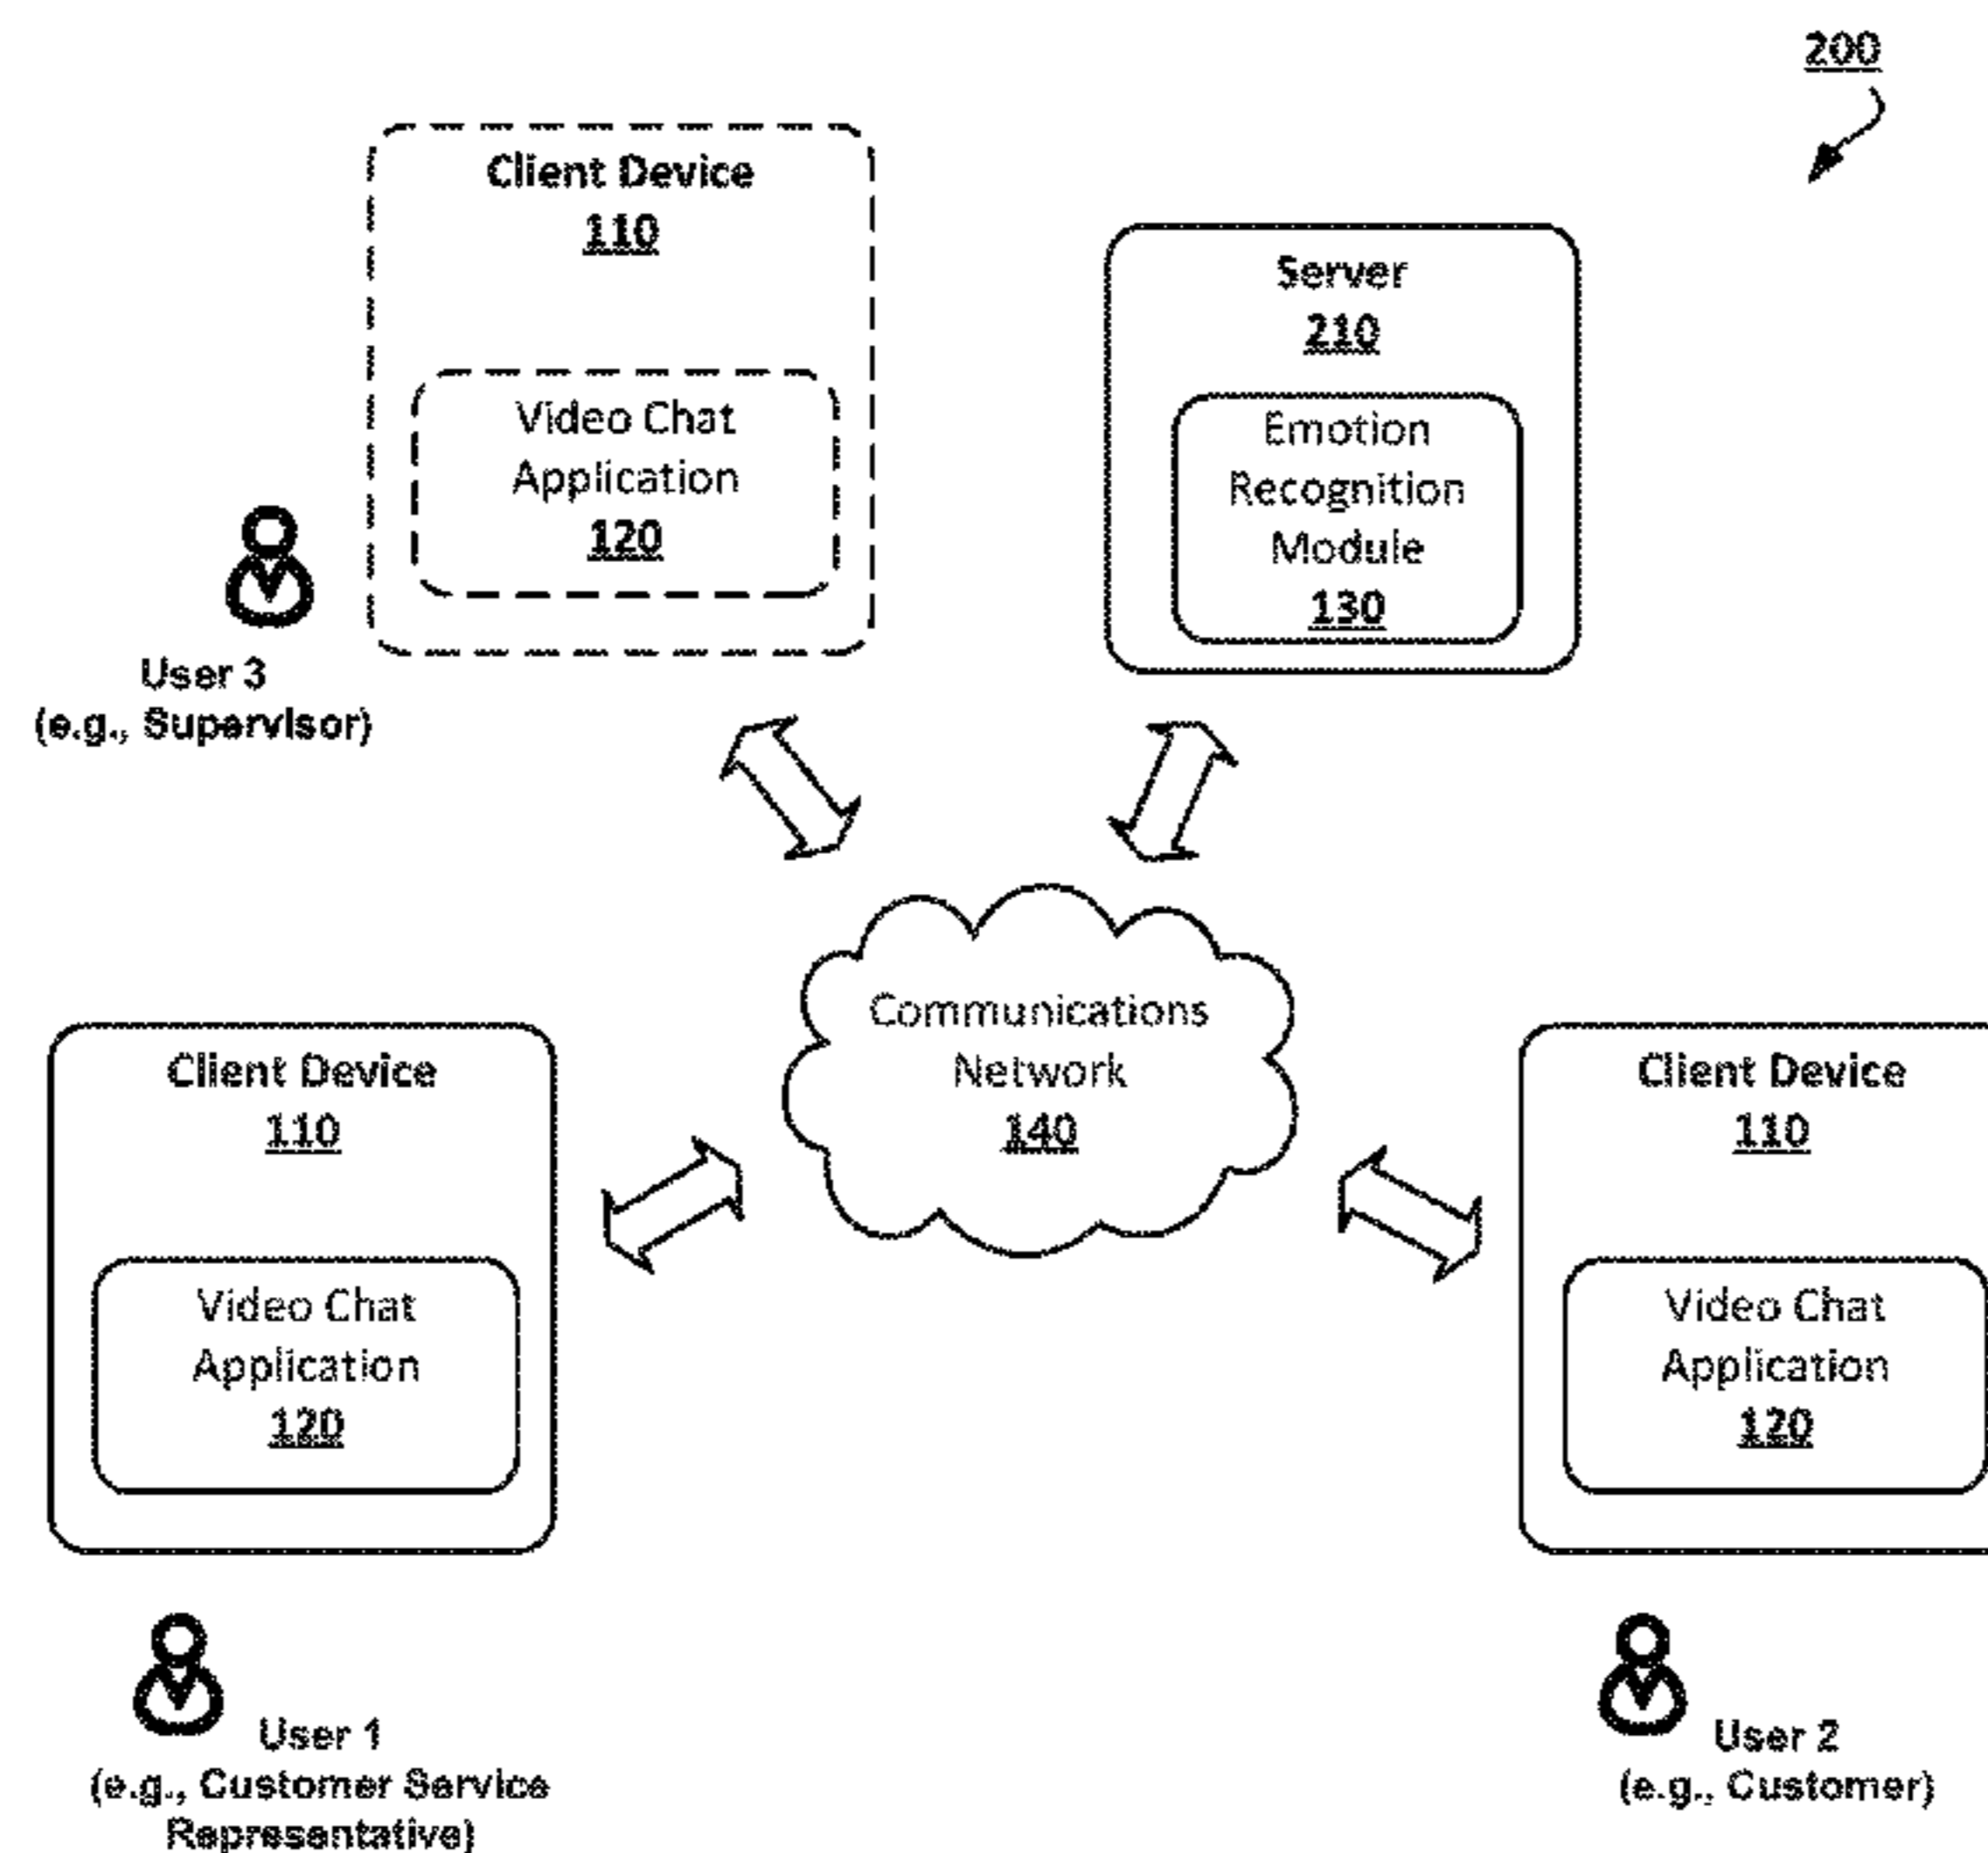 200
Client Device
110
Video Chat
Application
120
User 3
(e.g., Supervisor)
Server
210
Emotion
Recognition
Module
130
Communications
Network
140
Client Device
110
Video Chat
Application
120
User 1
(e.g., Customer Service
Representative)
Client Device
110
Video Chat
Application
120
User 2
(e.g., Customer)